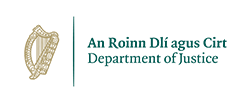 An Roinn Dlí agus Cirt
Department of Justice